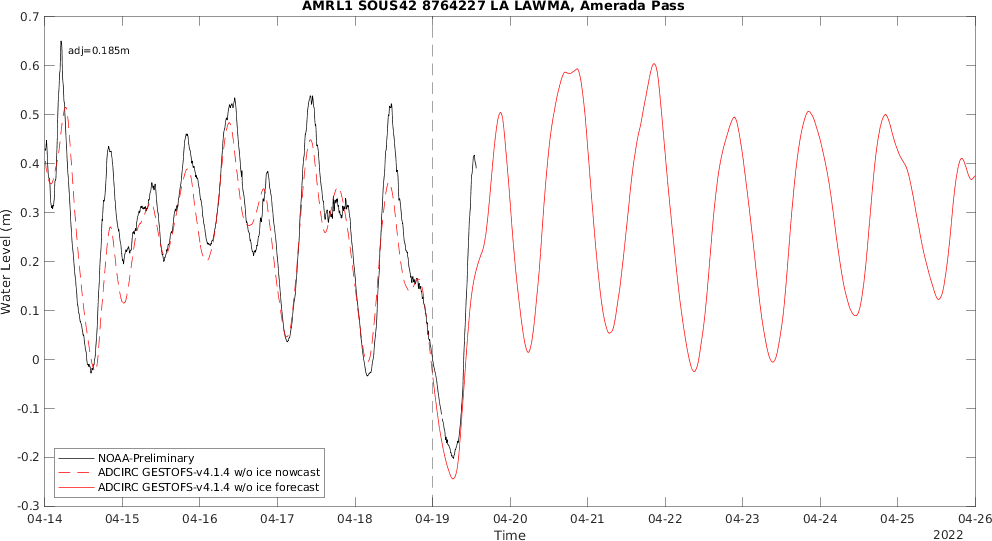 AMRL1 SOUS42 8764227 LA LAWMA, Amerada Pass
adj=0.185m
0.7
0.6
0.5
0.4
0.3
0.2
0.1
0
-0.1
-0.2
-0.3
Water Level (m)
NOAA-Preliminary
ADCIRC GESTOFS-v4.1.4 w/o ice nowcast
ADCIRC GESTOFS-v4.1.4 w/o ice forecast
04-14 04-15 04-16 04-17 04-18 04-19 04-20 04-21 04-22 04-23 04-24 04-25 04-26
Time
2022